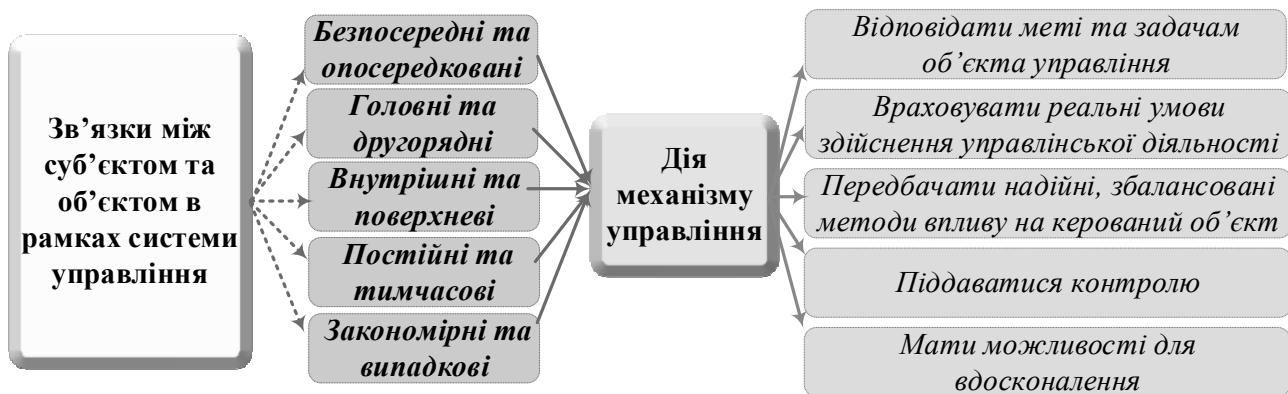 Зв’язки між
суб’єктом та
об’єктом в
рамках системи
управління
Безпосередні та
опосередковані
Головні та
другорядні
Внутрішні та
поверхневі
Постійні та
тимчасові
Закономірні та
випадкові
Дія
механізму
управління
Відповідати меті та задачам
об’єкта управління
Враховувати реальні умови
здійснення управлінської діяльності
Передбачати надійні, збалансовані
методи впливу на керований об’єкт
Піддаватися контролю
Мати можливості для
вдосконалення